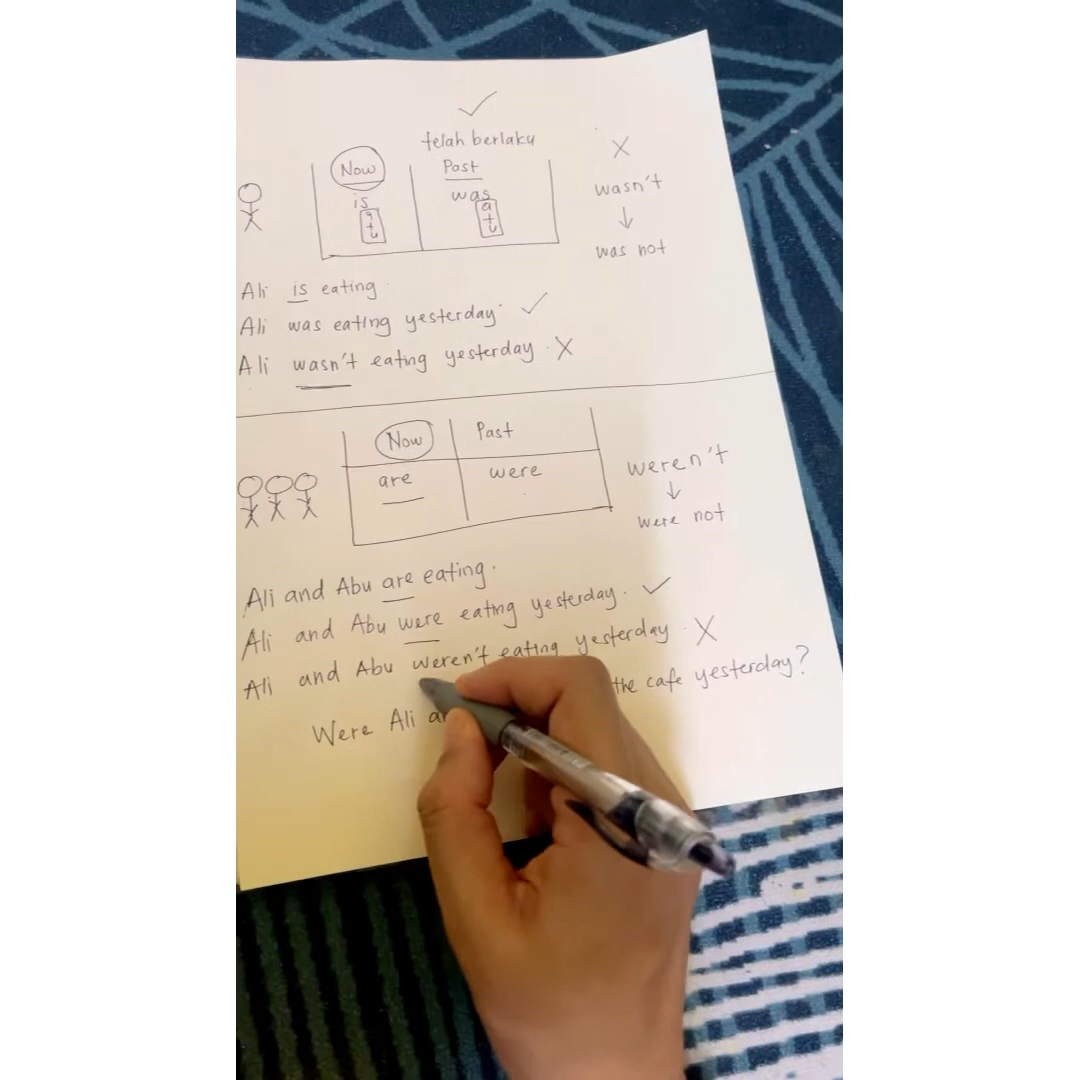 telah berlaku
Now
Past
is
was
satu
satu
X
wasn't
was not
Ali is eating.
Ali was eating yesterday.
Ali wasn't eating yesterday. X
Now
Past
are
were
weren't
were not
Ali and Abu are eating.
Ali and Abu were eating yesterday.
Ali and Abu weren't eating yesterday. X
Were Ali the cafe yesterday?